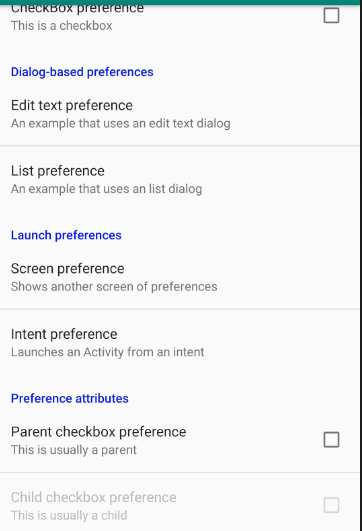 CheckBox preference
This is a checkbox
Dialog-based preferences
Edit text preference
An example that uses an edit text dialog
List preference
An example that uses an list dialog
Launch preferences
Screen preference
Shows another screen of preferences
Intent preference
Launches an Activity from an intent
Preference attributes
Parent checkbox preference
This is usually a parent
Child checkbox preference
This is usually a child